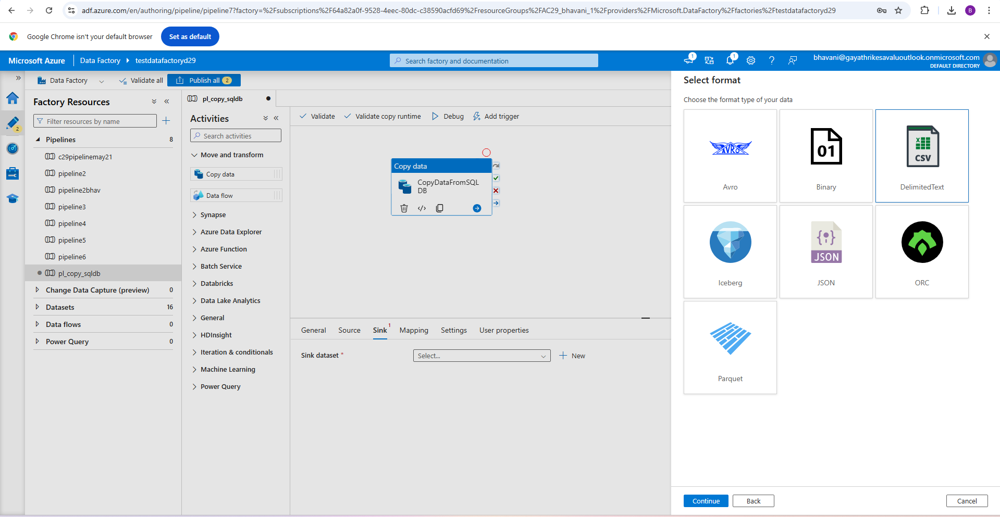 adf.azure.com/en/authoring/pipeline/pipeline7?factory=%2Fsubscriptions%2F64a82a0f-9528-4eec-80dc-c38590acfd69%2FresourceGroups%2FAC29_bhavani_1%2Fproviders%2FMicrosoft.DataFactory%2Ffactories%2Ftestdatafactoryd29
B
Google Chrome isn't your default browser
Set as default
Microsoft Azure
Data Factory
testdatafactoryd29
Search factory and documentation
1
1
bhavani@gayathrikesavaluoutlook.onmicrosoft.com
DEFAULT DIRECTORY
Data Factory
Validate all
Publish all 2
2
Factory Resources
Filter resources by name
Pipelines 8
c29pipelinemay21
pipeline2
pipeline2bhav
pipeline3
pipeline4
pipeline5
pipeline6
pl_copy_sqldb
Change Data Capture (preview) 0
Datasets 16
Data flows 0
Power Query 0
pl_copy_sqldb
Activities
Search activities
Move and transform
Copy data
Data flow
Synapse
Azure Data Explorer
Azure Function
Batch Service
Databricks
Data Lake Analytics
General
HDInsight
Iteration & conditionals
Machine Learning
Power Query
Validate
Validate copy runtime
Debug
Add trigger
Copy data
CopyDataFromSQL
DB
General
Source
Sink 1
Mapping
Settings
User properties
Sink dataset *
Select...
New
Select format
Choose the format type of your data
AVRO
Avro
01
Binary
CSV
DelimitedText
Iceberg
{ } JSON
JSON
ORC
Parquet
Continue
Back
Cancel